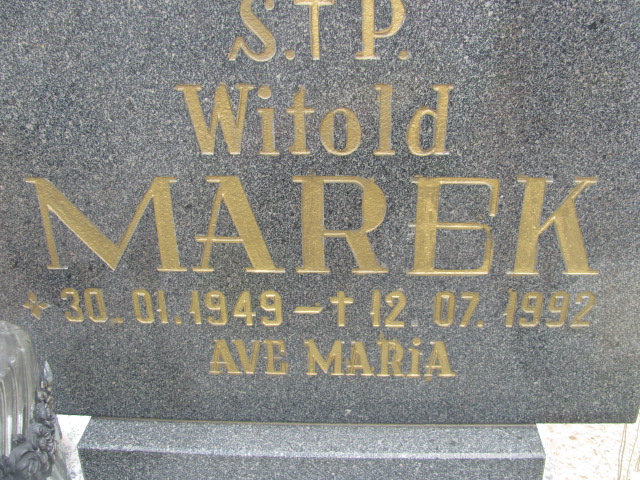 S.†P.
Witold
MAREK
✶ 30.01.1949 – † 12.07.1992
AVE MARiA